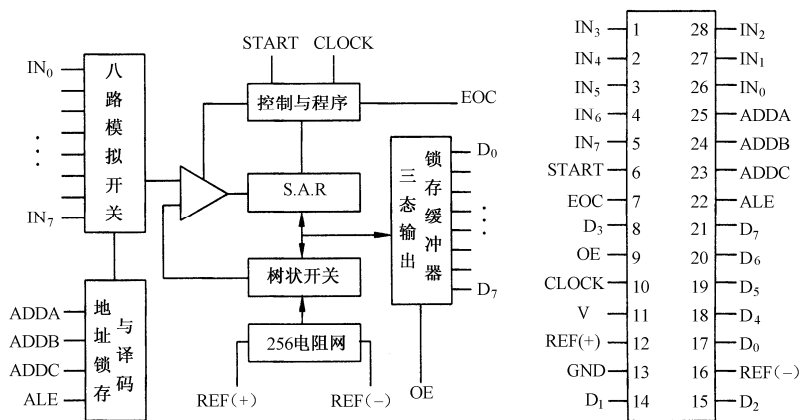 START CLOCK
IN₀
八路模拟开关
IN₇
控制与程序
EOC
S.A.R
树状开关
256电阻网
REF(+)
REF(−)
三态输出
锁存缓冲器
D₀
D₇
OE
ADDA
ADDB
ADDC
ALE
地址锁存
与译码
IN₃ 1 28 IN₂
IN₄ 2 27 IN₁
IN₅ 3 26 IN₀
IN₆ 4 25 ADDA
IN₇ 5 24 ADDB
START 6 23 ADDC
EOC 7 22 ALE
D₃ 8 21 D₇
OE 9 20 D₆
CLOCK 10 19 D₅
V 11 18 D₄
REF(+) 12 17 D₀
GND 13 16 REF(−)
D₁ 14 15 D₂